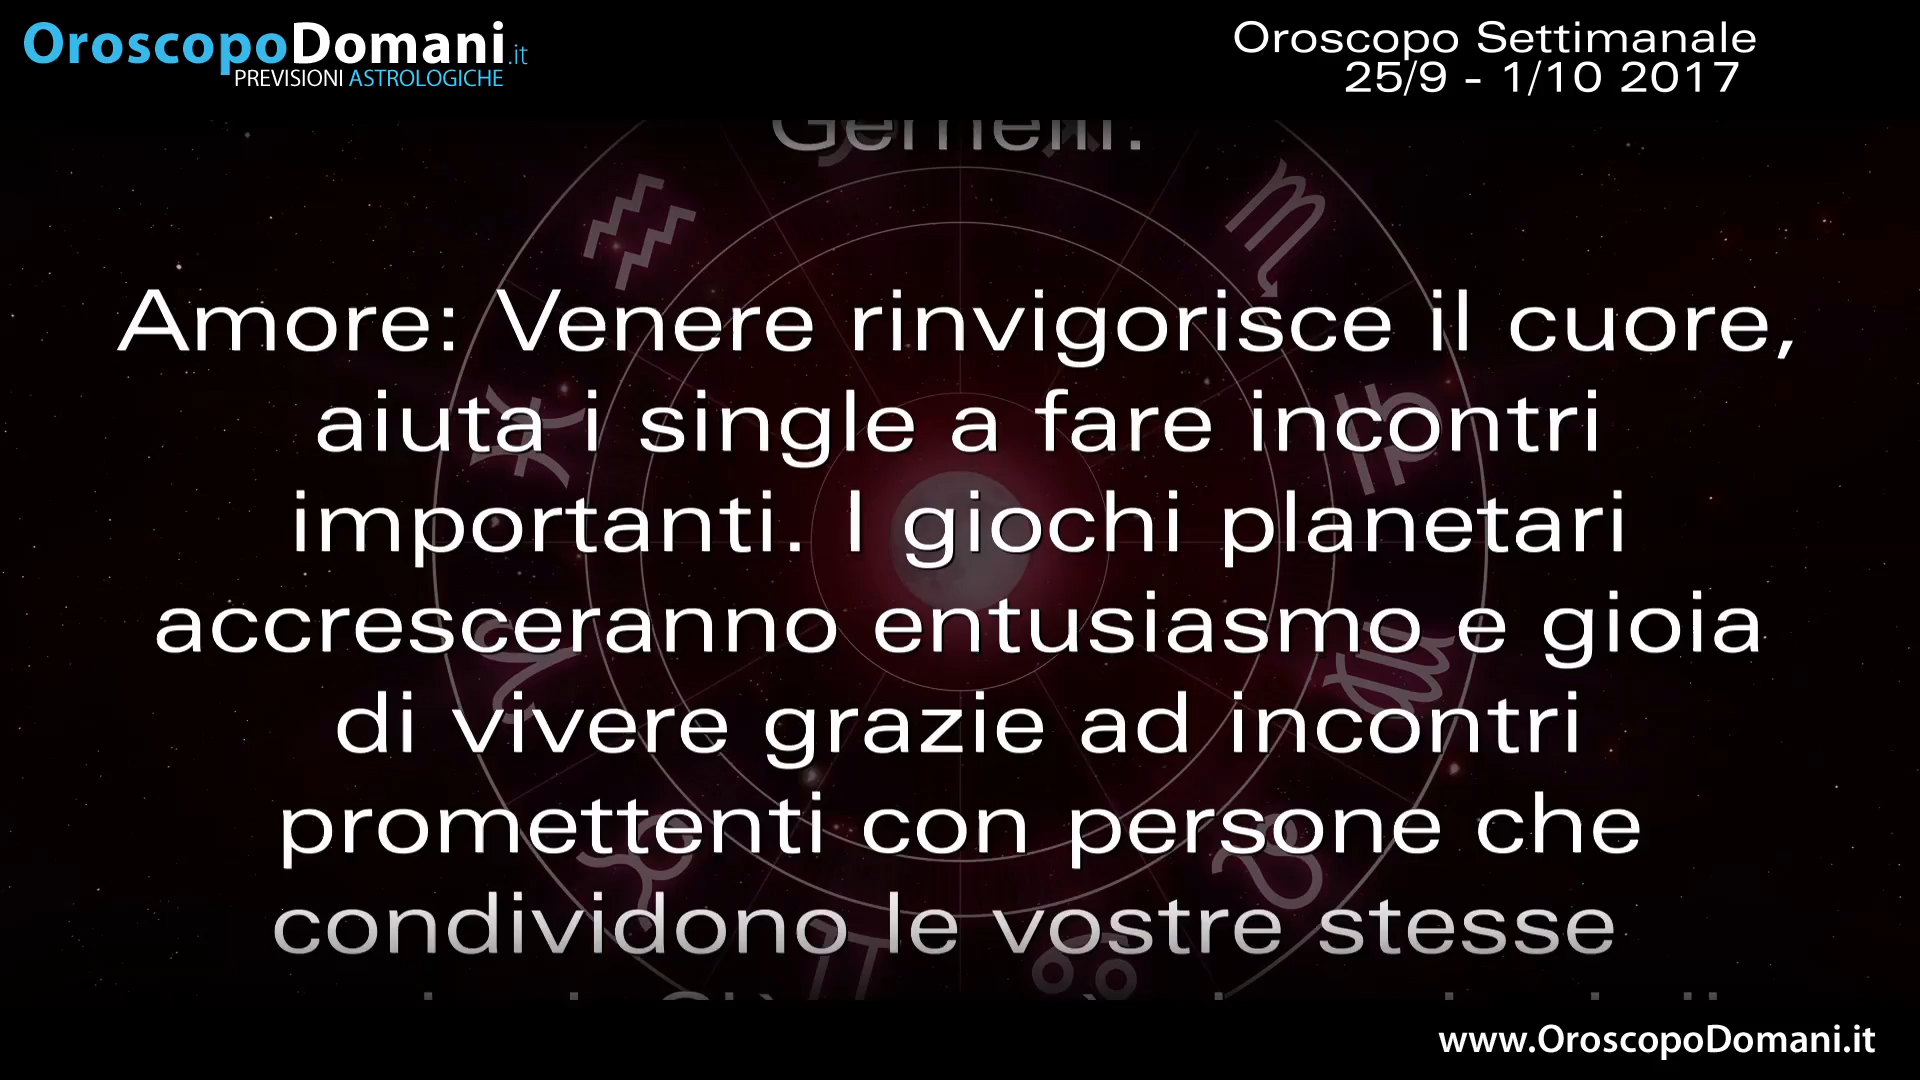 OroscopoDomani.it
PREVISIONI ASTROLOGICHE
Oroscopo Settimanale
25/9 - 1/10 2017
Gemelli.
Amore: Venere rinvigorisce il cuore,
aiuta i single a fare incontri
importanti. I giochi planetari
accresceranno entusiasmo e gioia
di vivere grazie ad incontri
promettenti con persone che
condividono le vostre stesse
www.OroscopoDomani.it